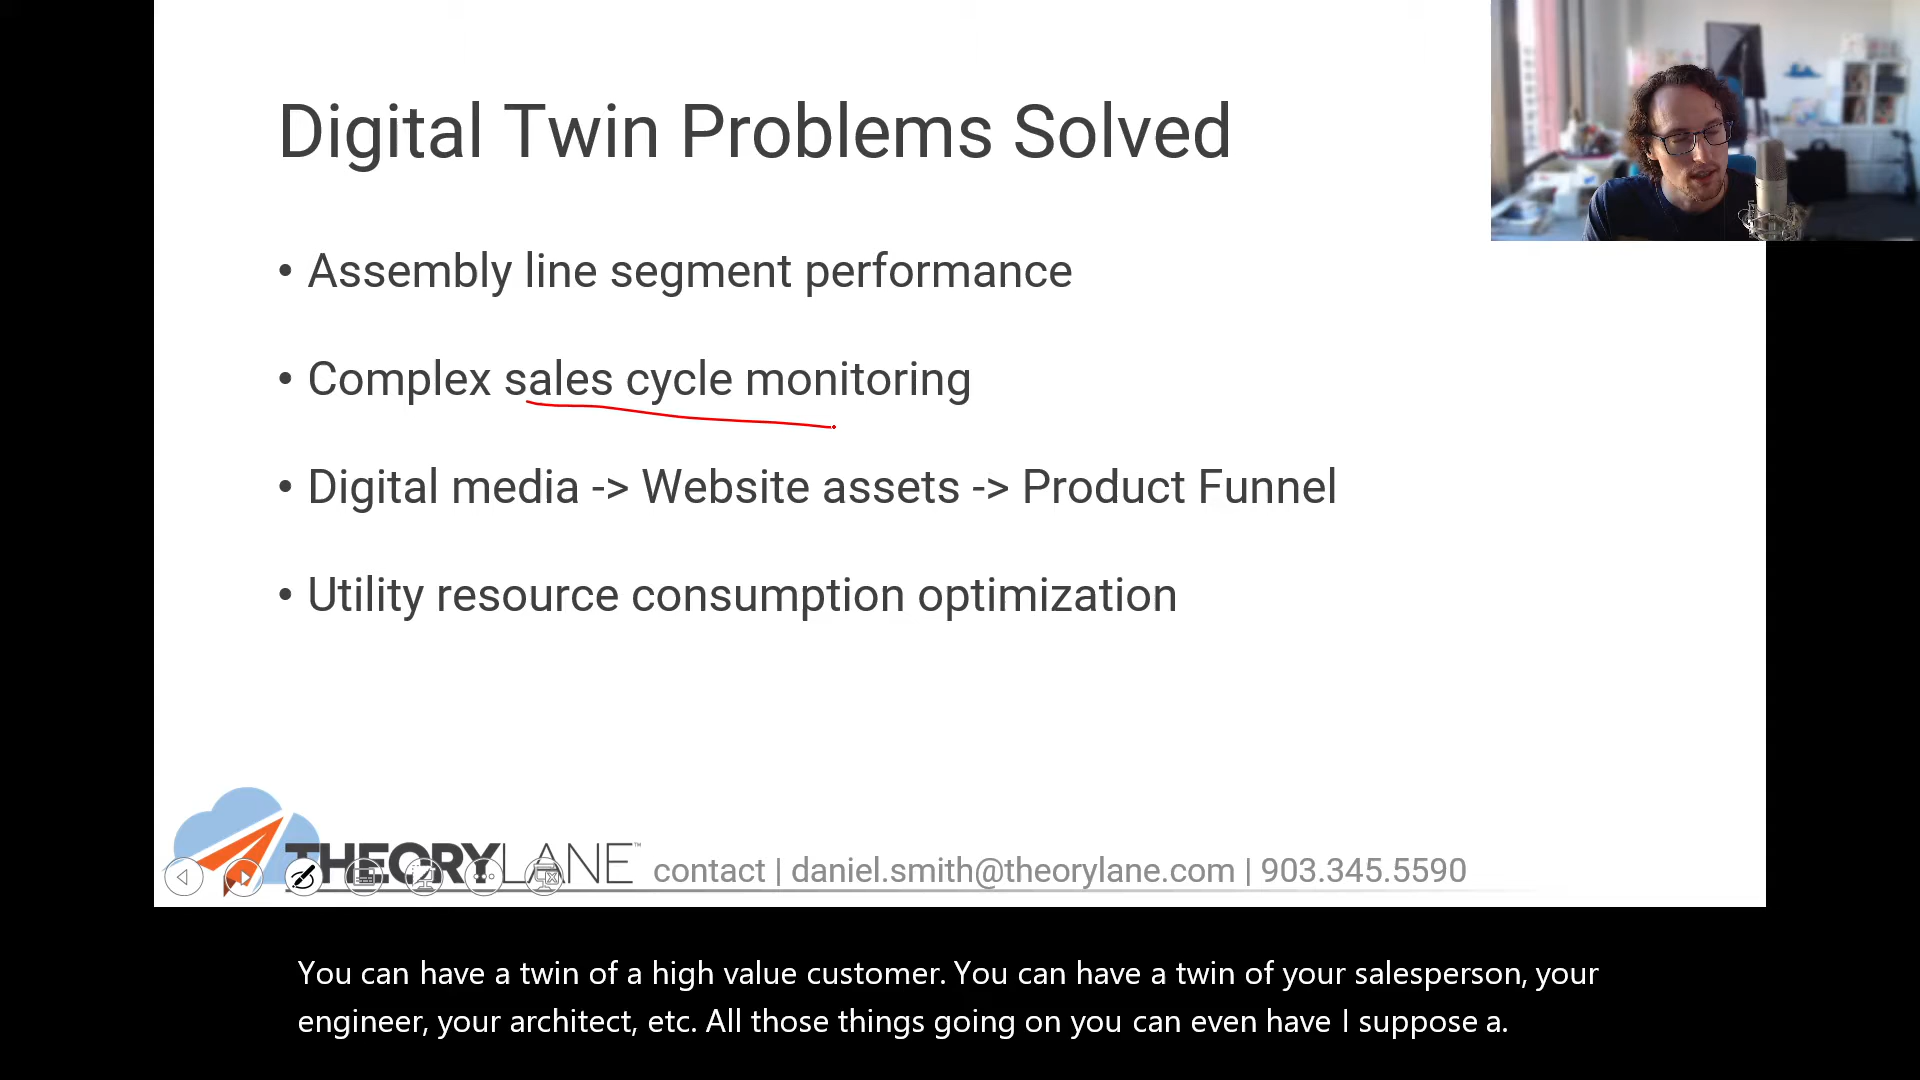 Digital Twin Problems Solved
• Assembly line segment performance
• Complex sales cycle monitoring
• Digital media -> Website assets -> Product Funnel
• Utility resource consumption optimization
THEORYLANE™ contact | daniel.smith@theorylane.com | 903.345.5590
You can have a twin of a high value customer. You can have a twin of your salesperson, your
engineer, your architect, etc. All those things going on you can even have I suppose a.